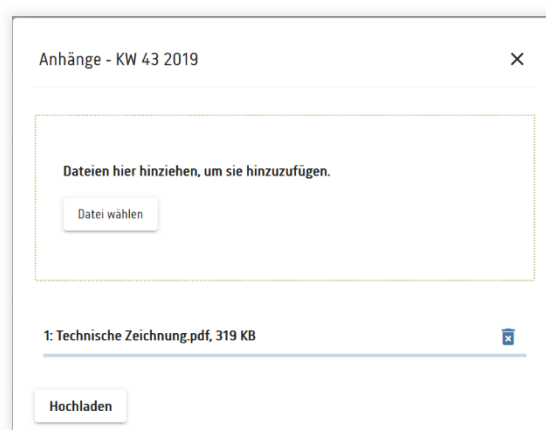 Anhänge - KW 43 2019
Dateien hier hinziehen, um sie hinzuzufügen.
Datei wählen
1: Technische Zeichnung.pdf, 319 KB
Hochladen